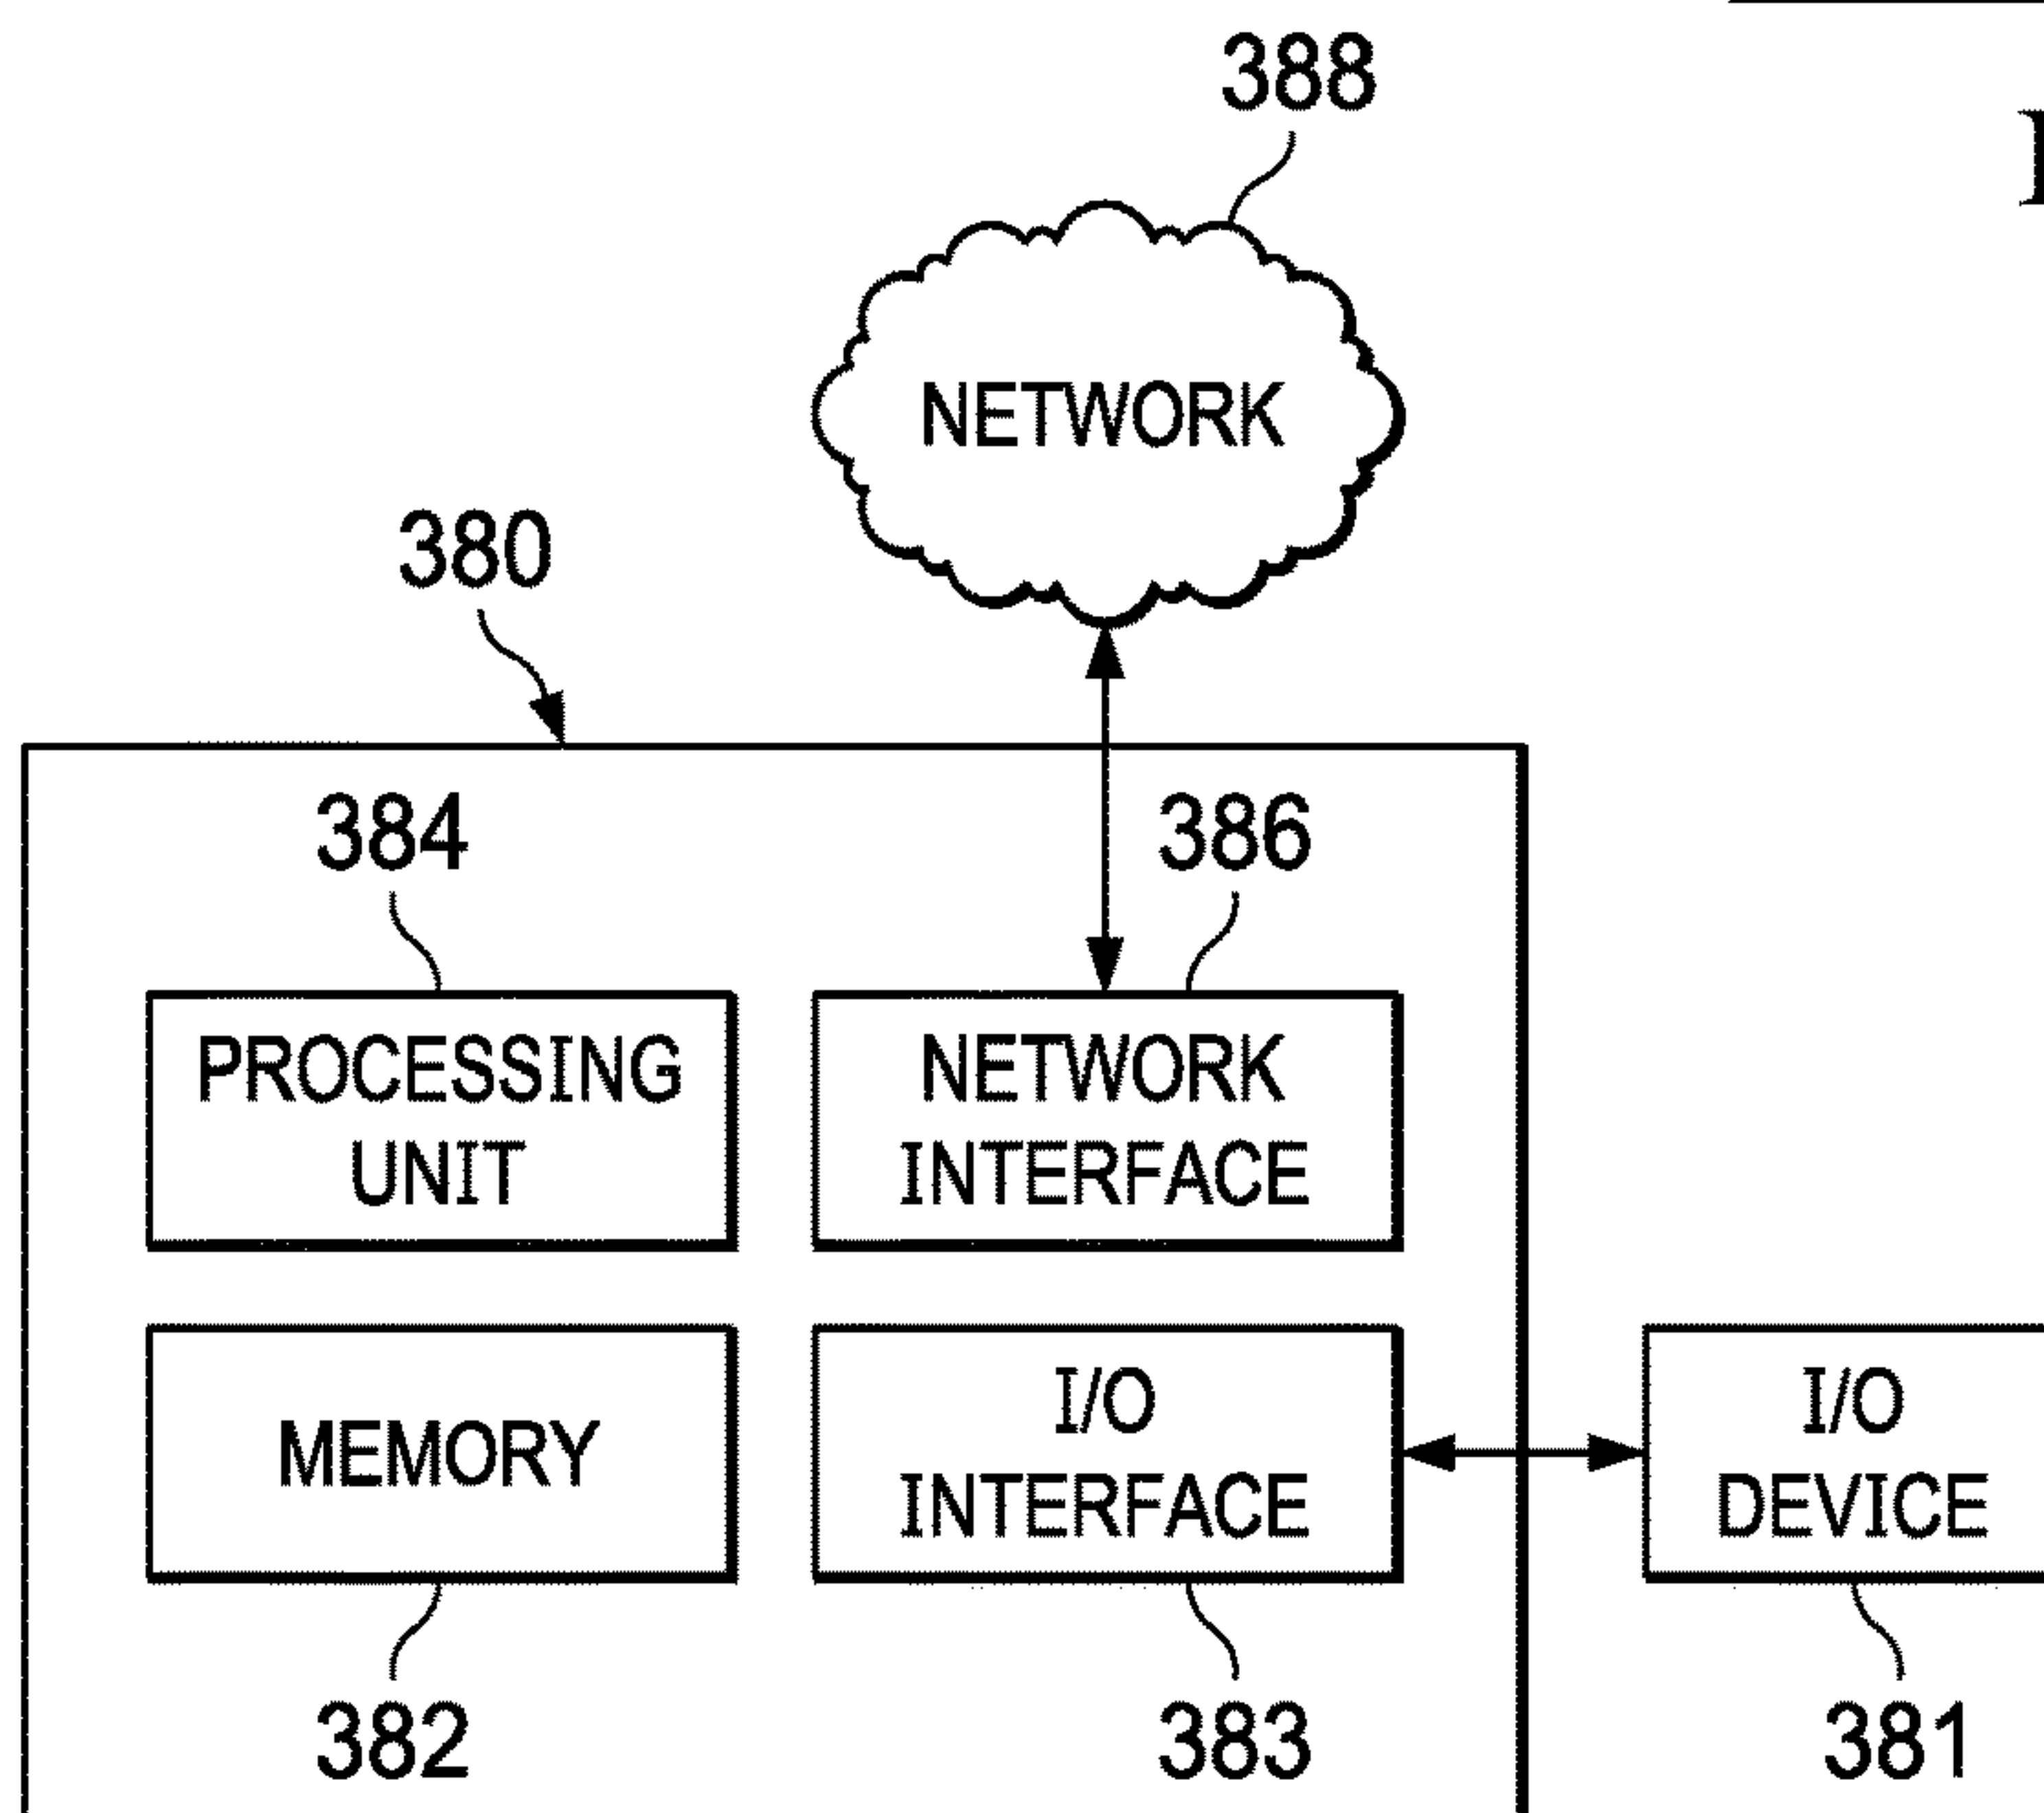 388
NETWORK
380
384
386
PROCESSING
UNIT
NETWORK
INTERFACE
MEMORY
I/O
INTERFACE
I/O
DEVICE
382
383
381